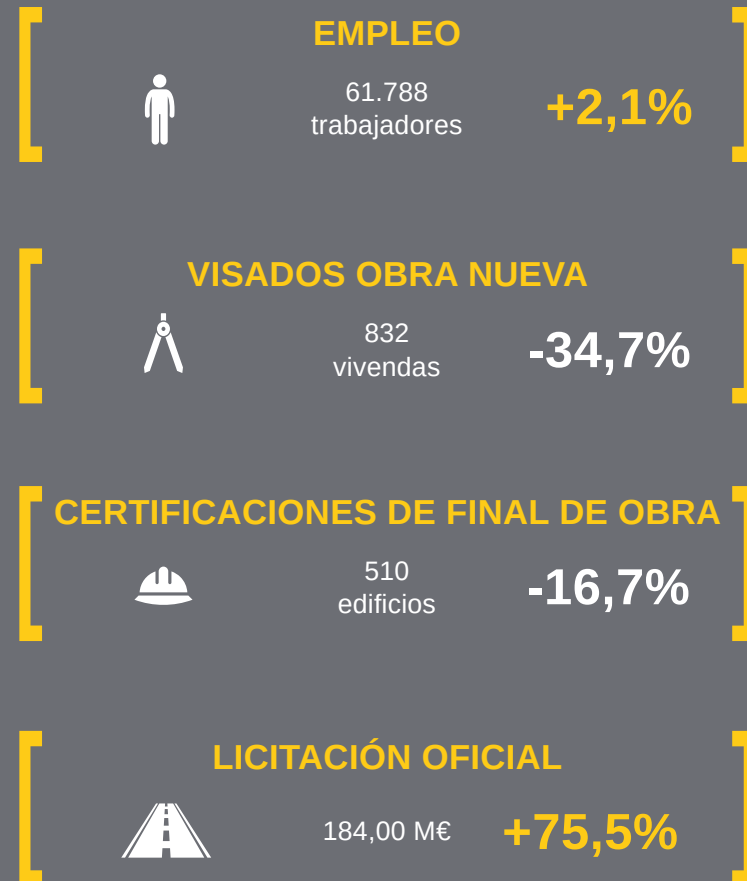 EMPLEO
61.788
trabajadores
+2,1%
VISADOS OBRA NUEVA
832
viviendas
-34,7%
CERTIFICACIONES DE FINAL DE OBRA
510
edificios
-16,7%
LICITACIÓN OFICIAL
184,00 M€
+75,5%